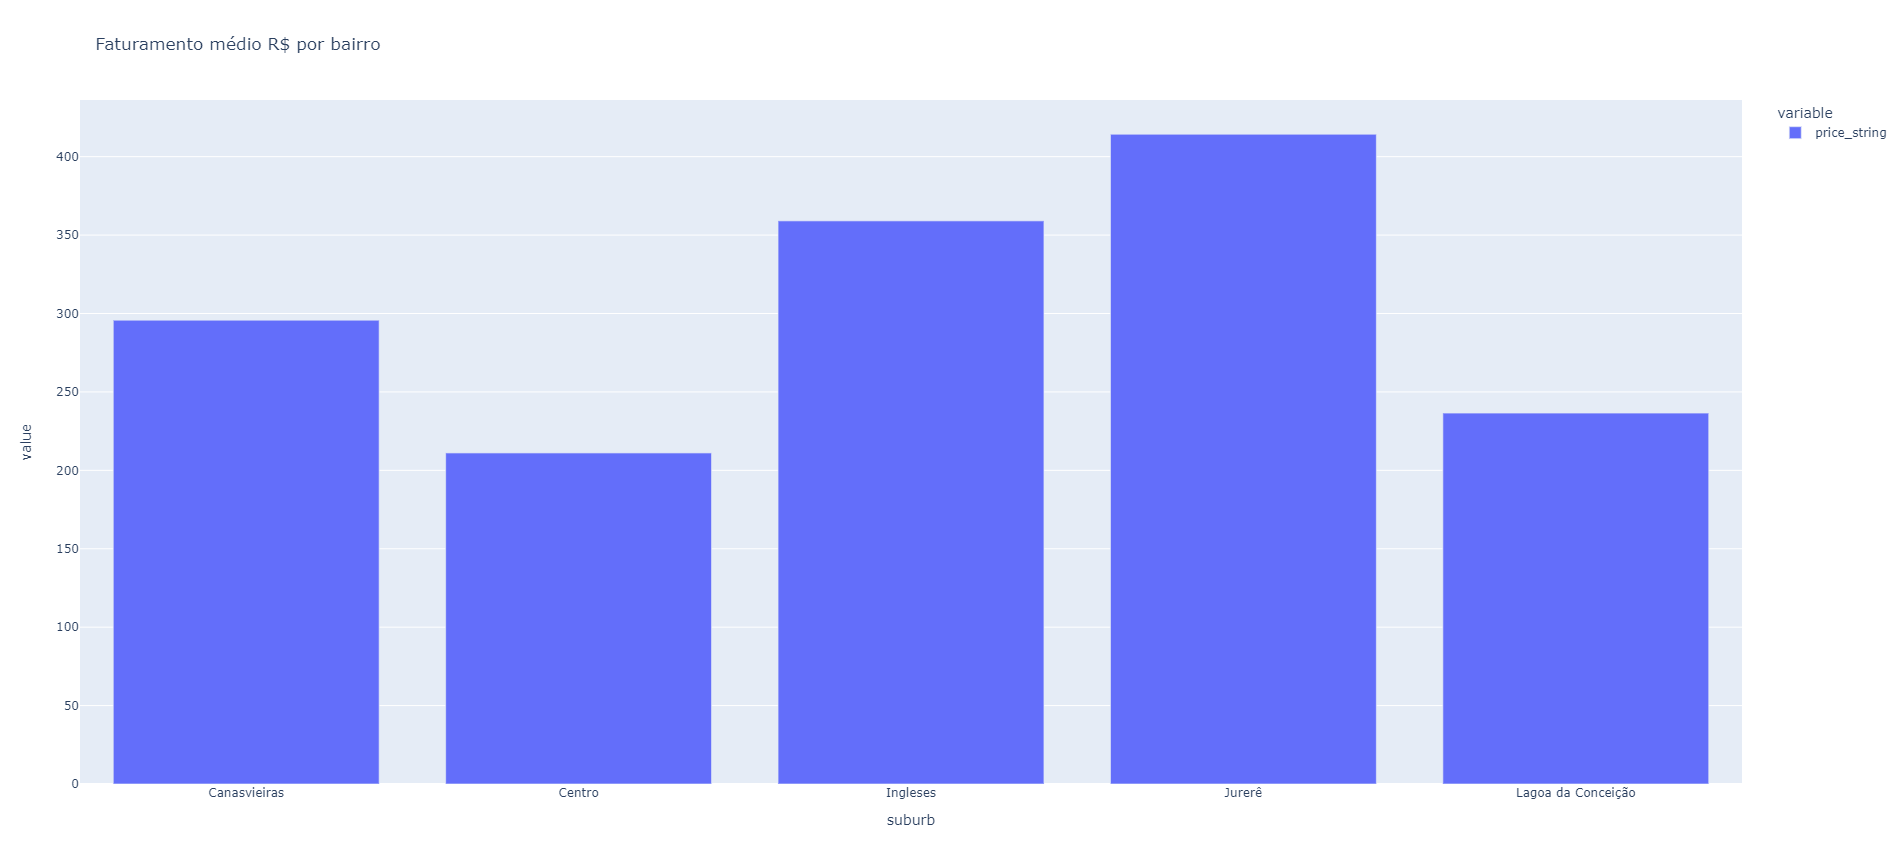 Faturamento médio R$ por bairro
variable
price_string
400
350
300
250
200
150
100
50
0
value
Canasvieiras
Centro
Ingleses
Jurerê
Lagoa da Conceição
suburb